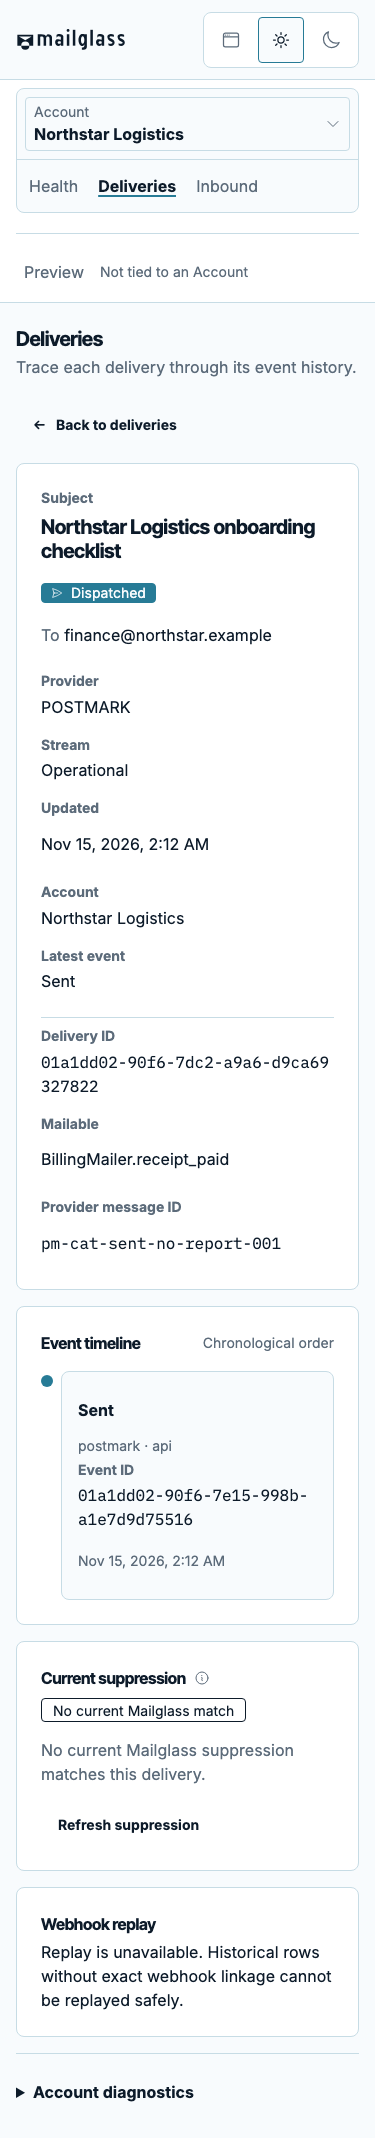 mailglass
Account
Northstar Logistics
Health Deliveries Inbound
Preview Not tied to an Account
Deliveries
Trace each delivery through its event history.
← Back to deliveries
Subject
Northstar Logistics onboarding
checklist
Dispatched
To finance@northstar.example
Provider
POSTMARK
Stream
Operational
Updated
Nov 15, 2026, 2:12 AM
Account
Northstar Logistics
Latest event
Sent
Delivery ID
01a1dd02-90f6-7dc2-a9a6-d9ca69
327822
Mailable
BillingMailer.receipt_paid
Provider message ID
pm-cat-sent-no-report-001
Event timeline Chronological order
Sent
postmark · api
Event ID
01a1dd02-90f6-7e15-998b-
a1e7d9d75516
Nov 15, 2026, 2:12 AM
Current suppression
No current Mailglass match
No current Mailglass suppression
matches this delivery.
Refresh suppression
Webhook replay
Replay is unavailable. Historical rows
without exact webhook linkage cannot
be replayed safely.
Account diagnostics